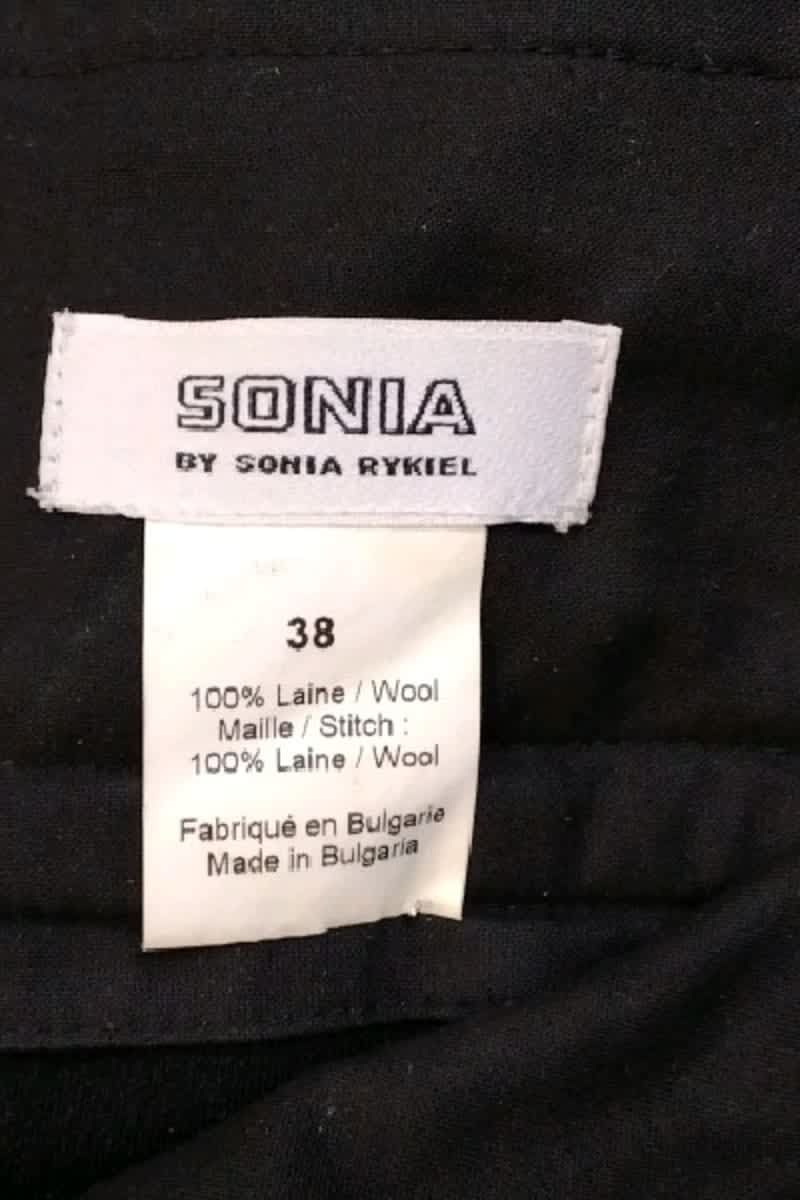 SONIA
BY SONIA RYKIEL
38
100% Laine / Wool
Maille / Stitch :
100% Laine / Wool
Fabriqué en Bulgarie
Made in Bulgaria